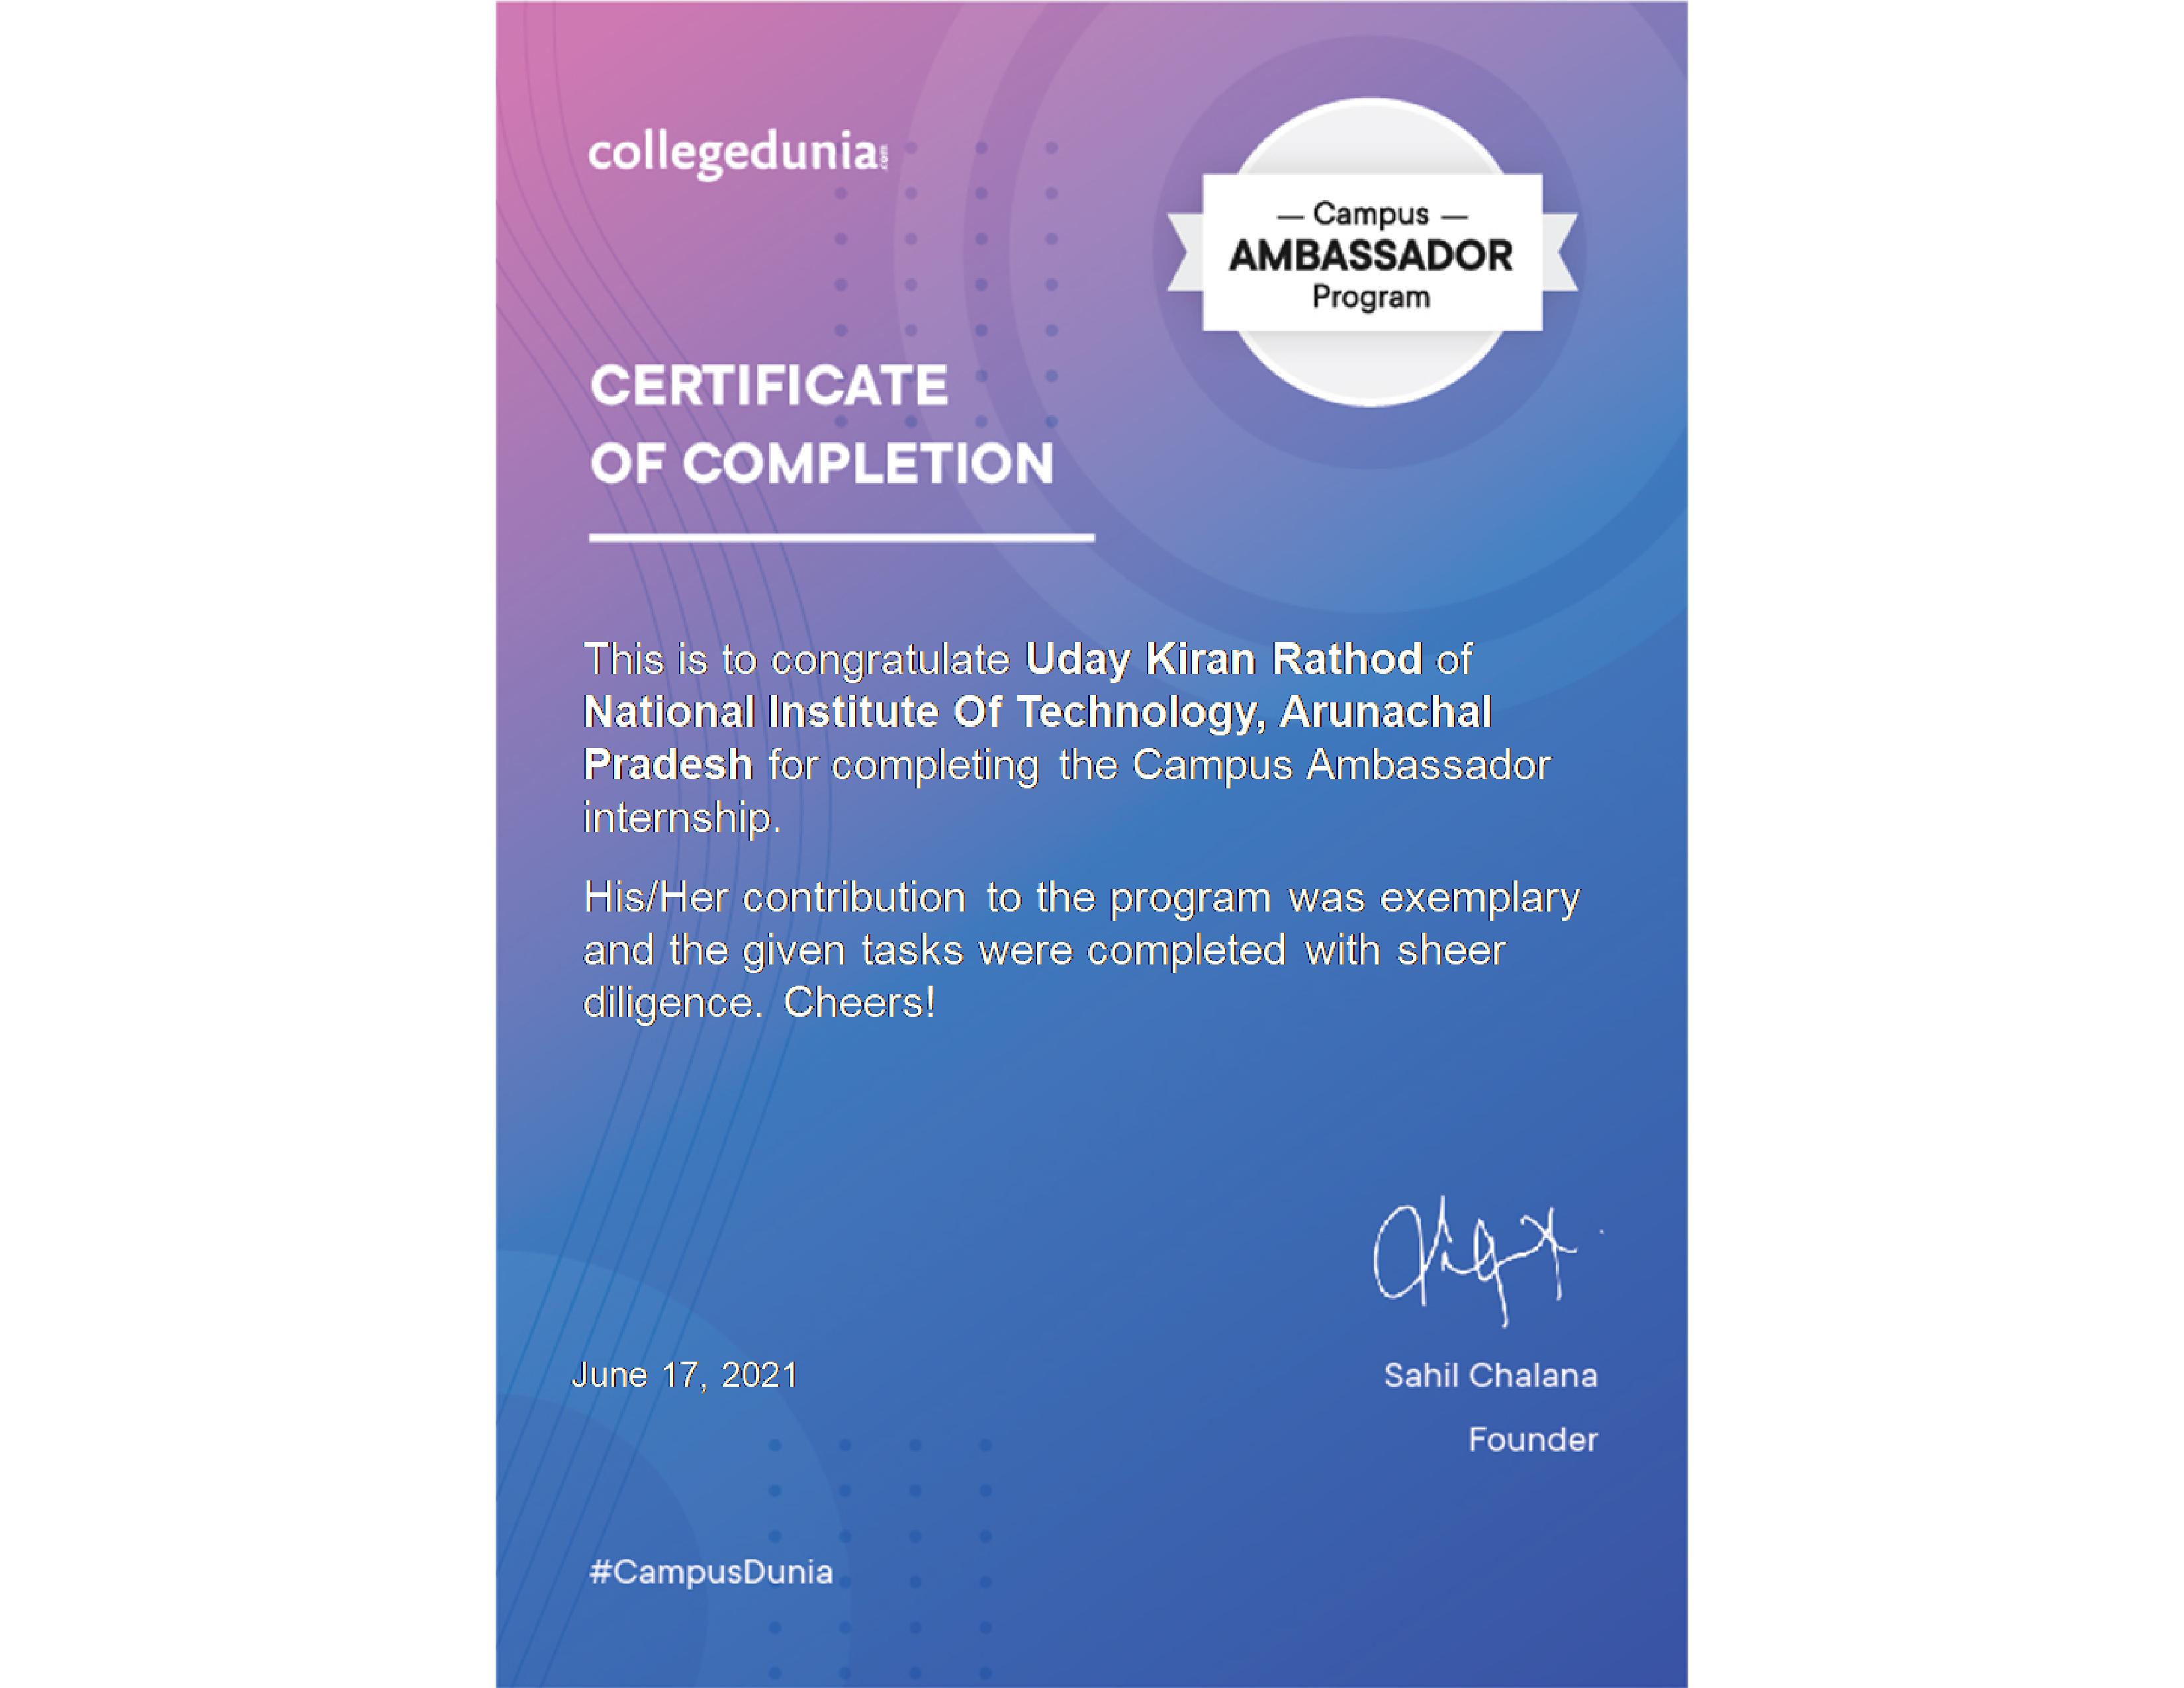 collegedunia.com
— Campus —
AMBASSADOR
Program
CERTIFICATE
OF COMPLETION
This is to congratulate Uday Kiran Rathod of
National Institute Of Technology, Arunachal
Pradesh for completing the Campus Ambassador
internship.
His/Her contribution to the program was exemplary
and the given tasks were completed with sheer
diligence. Cheers!
June 17, 2021
Sahil Chalana
Founder
#CampusDunia